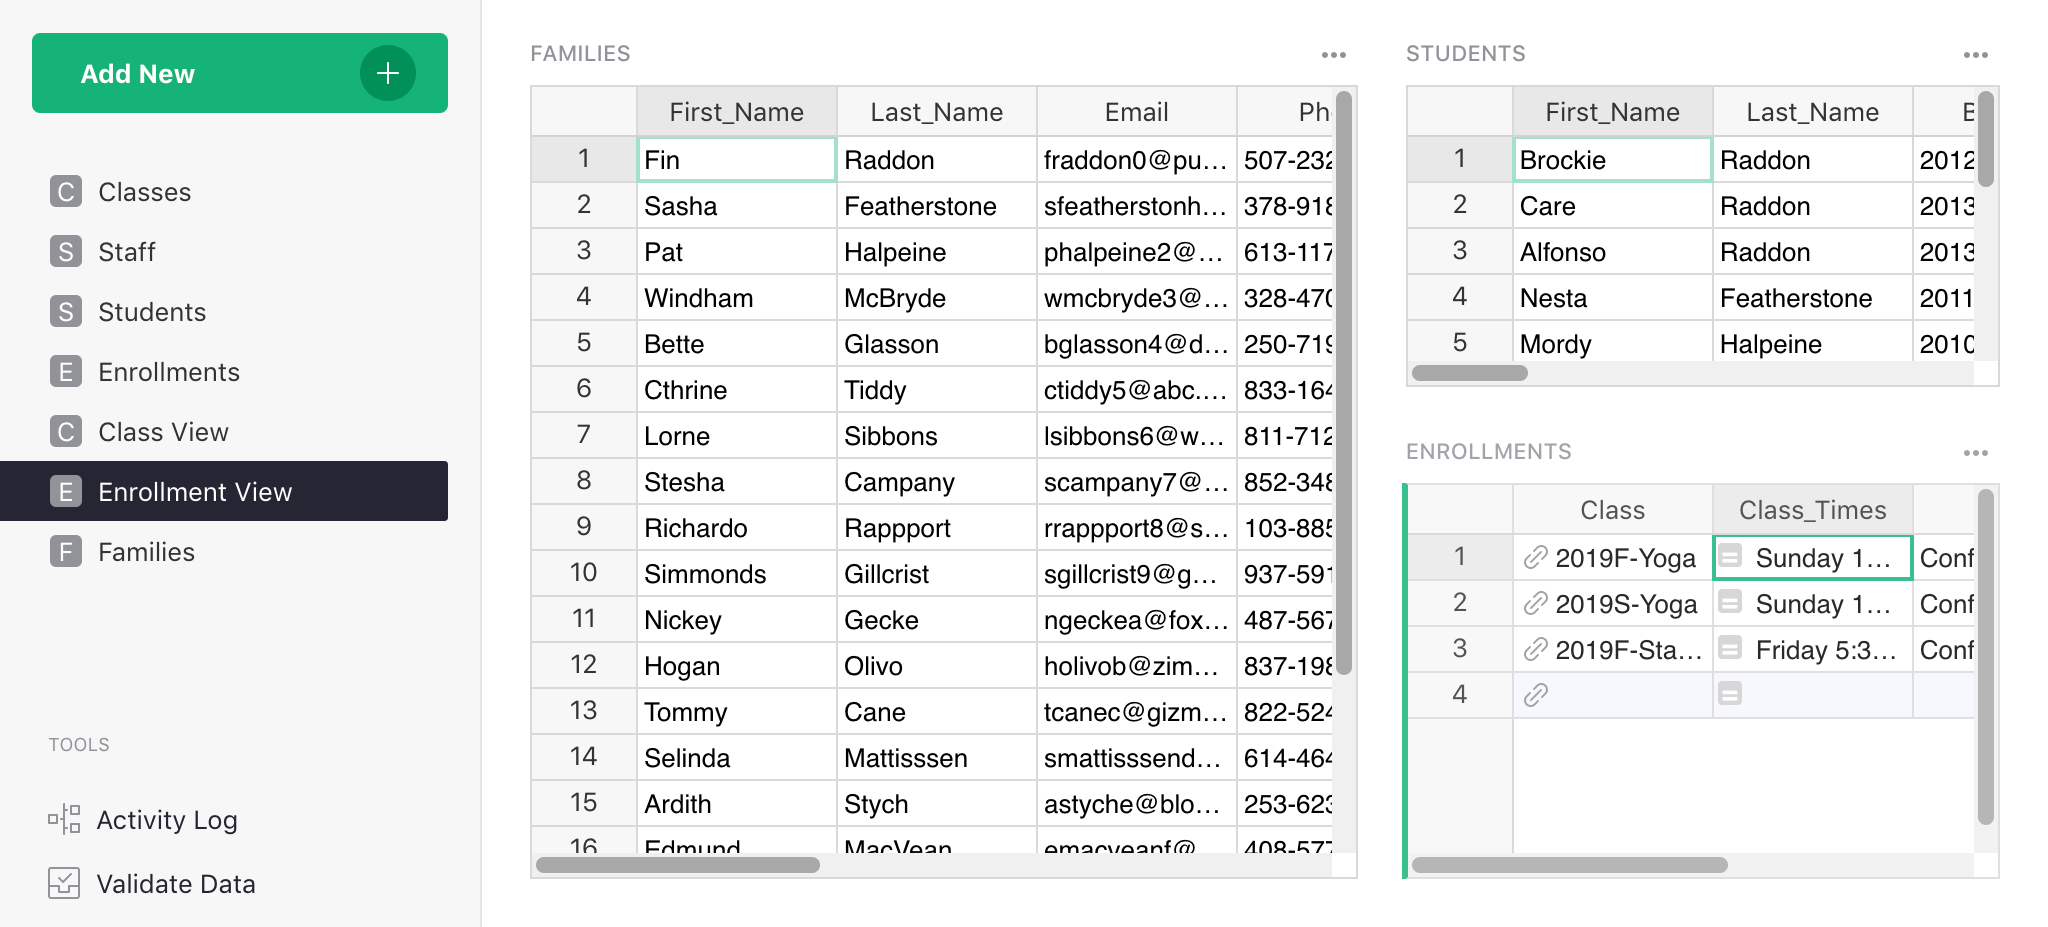 Add New
C Classes
S Staff
S Students
E Enrollments
C Class View
E Enrollment View
F Families
TOOLS
Activity Log
Validate Data
FAMILIES
First_Name Last_Name Email
1 Fin Raddon fraddon0@pu… 507-232
2 Sasha Featherstone sfeatherstonh… 378-918
3 Pat Halpeine phalpeine2@… 613-117
4 Windham McBryde wmcbryde3@… 328-470
5 Bette Glasson bglasson4@d… 250-719
6 Cthrine Tiddy ctiddy5@abc.… 833-164
7 Lorne Sibbons lsibbons6@w… 811-712
8 Stesha Campany scampany7@… 852-348
9 Richardo Rappport rrappport8@s… 103-885
10 Simmonds Gillcrist sgillcrist9@g… 937-591
11 Nickey Gecke ngeckea@fox… 487-567
12 Hogan Olivo holivob@zim… 837-198
13 Tommy Cane tcanec@gizm… 822-524
14 Selinda Mattisssen smattisssend… 614-464
15 Ardith Stych astyche@blo… 253-623
16 Edmund MacVean emacveanf@… 408-577
STUDENTS
First_Name Last_Name
1 Brockie Raddon 2012
2 Care Raddon 2013
3 Alfonso Raddon 2013
4 Nesta Featherstone 2011
5 Mordy Halpeine 2010
ENROLLMENTS
Class Class_Times
1 2019F-Yoga Sunday 1… Conf
2 2019S-Yoga Sunday 1… Conf
3 2019F-Sta… Friday 5:3… Conf
4